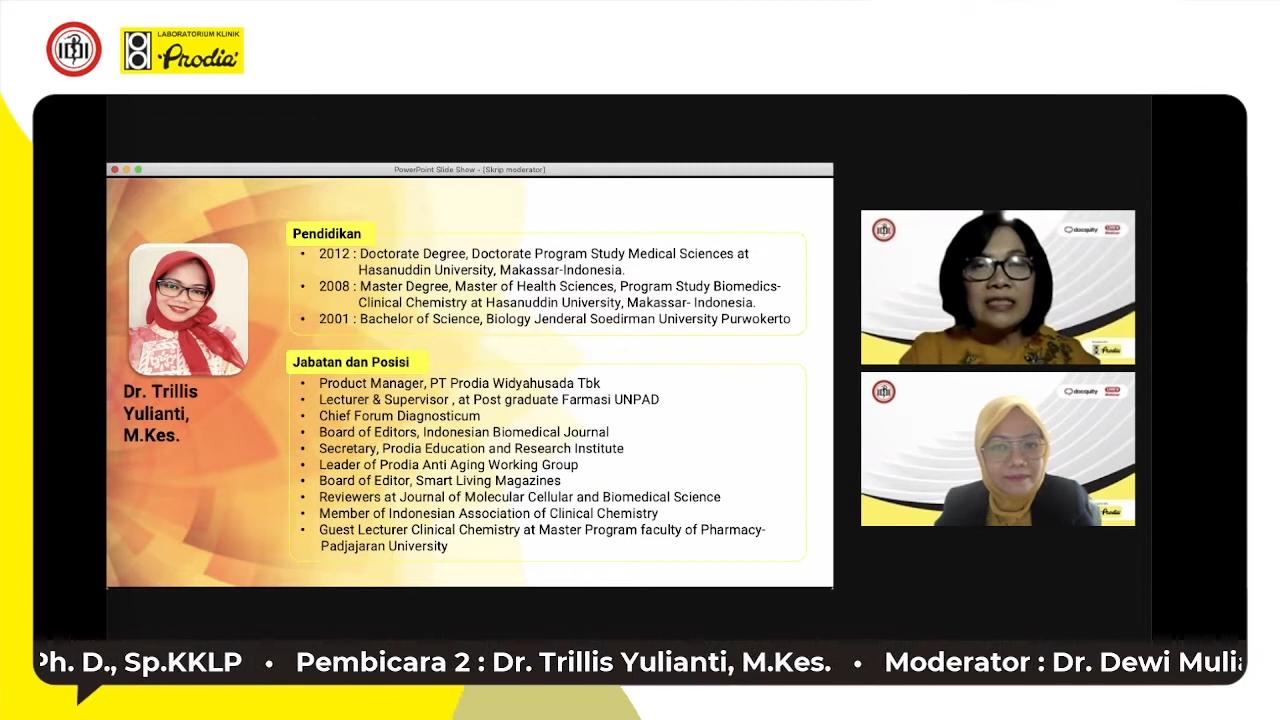 IDI
LABORATORIUM KLINIK
Prodia
PowerPoint Slide Show - [Skrip moderator]
Dr. Trillis
Yulianti,
M.Kes.
Pendidikan
• 2012 : Doctorate Degree, Doctorate Program Study Medical Sciences at
Hasanuddin University, Makassar-Indonesia.
• 2008 : Master Degree, Master of Health Sciences, Program Study Biomedics-
Clinical Chemistry at Hasanuddin University, Makassar- Indonesia.
• 2001 : Bachelor of Science, Biology Jenderal Soedirman University Purwokerto
Jabatan dan Posisi
• Product Manager, PT Prodia Widyahusada Tbk
• Lecturer & Supervisor , at Post graduate Farmasi UNPAD
• Chief Forum Diagnosticum
• Board of Editors, Indonesian Biomedical Journal
• Secretary, Prodia Education and Research Institute
• Leader of Prodia Anti Aging Working Group
• Board of Editor, Smart Living Magazines
• Reviewers at Journal of Molecular Cellular and Biomedical Science
• Member of Indonesian Association of Clinical Chemistry
• Guest Lecturer Clinical Chemistry at Master Program faculty of Pharmacy-
Padjajaran University
docquity
Prodia
docquity
Prodia
Ph. D., Sp.KKLP • Pembicara 2 : Dr. Trillis Yulianti, M.Kes. • Moderator : Dr. Dewi Mulia